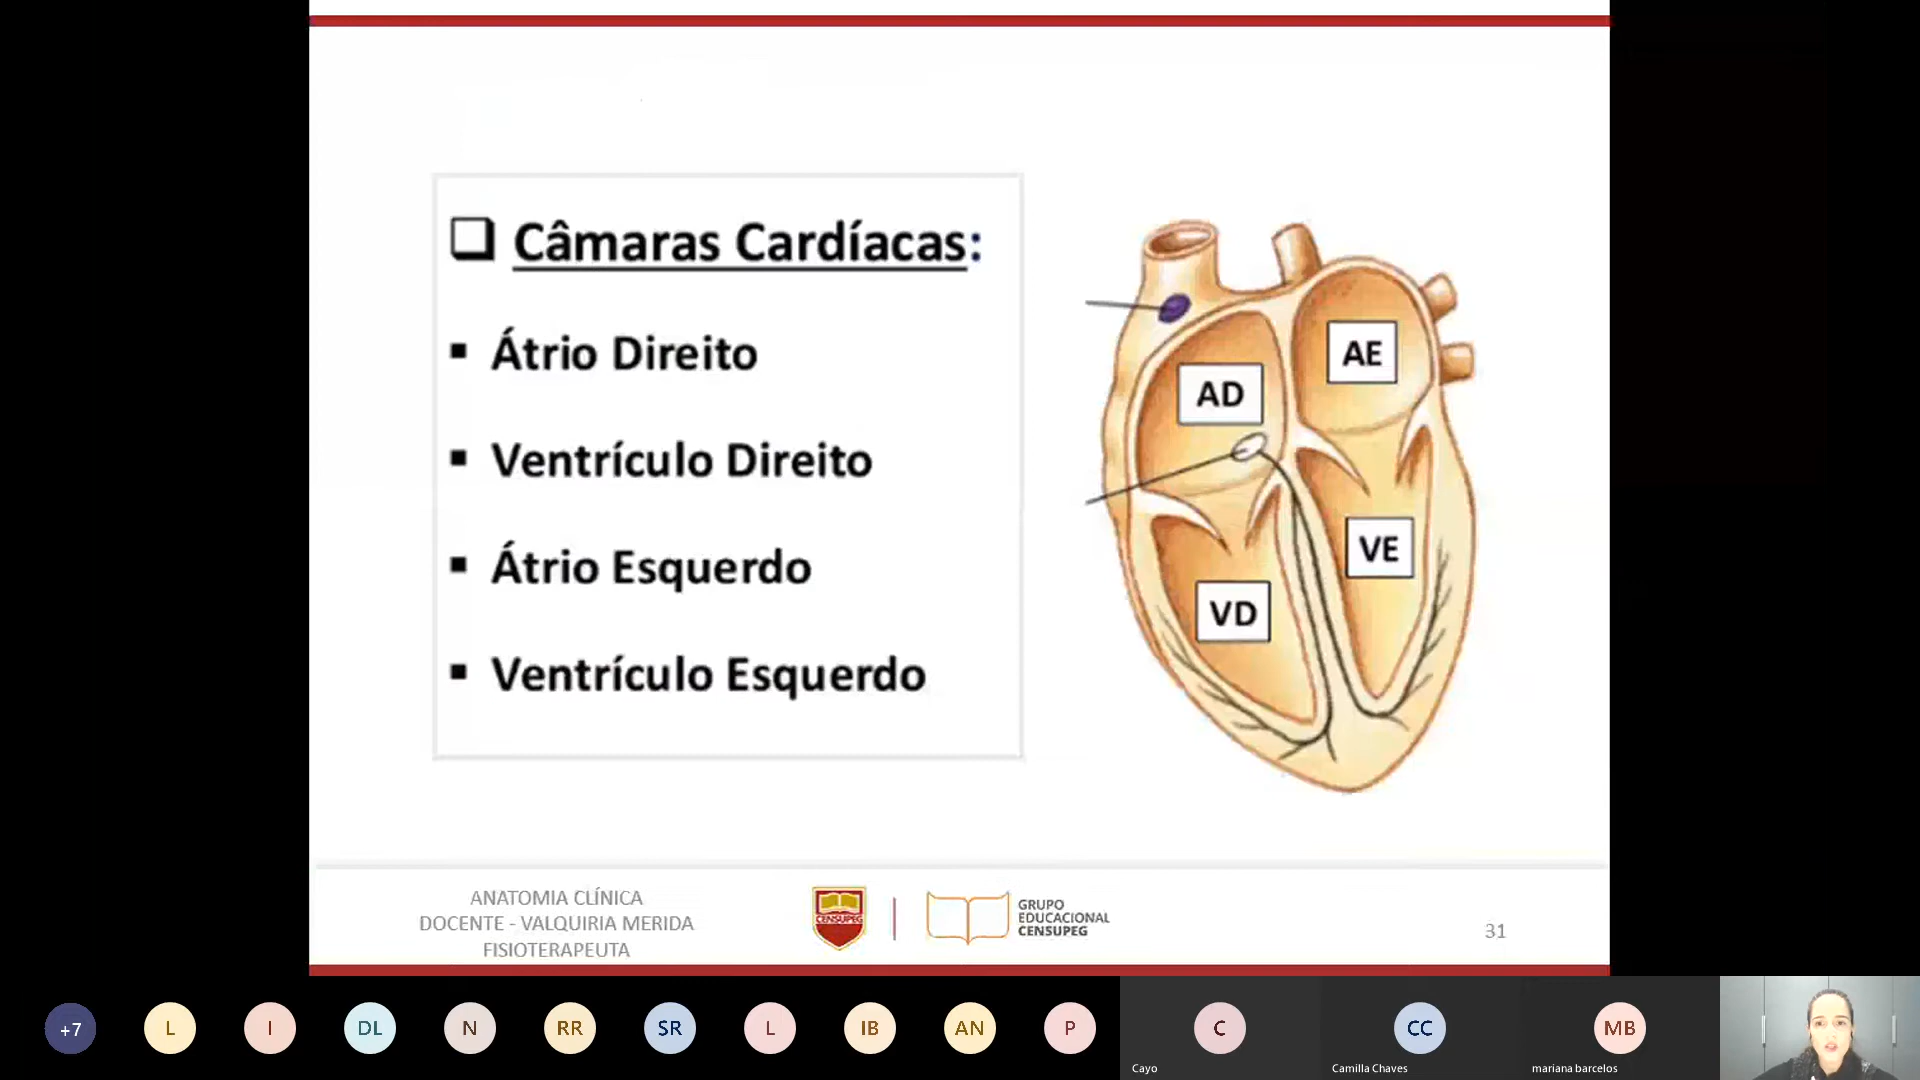 Câmaras Cardíacas:
Átrio Direito
Ventrículo Direito
Átrio Esquerdo
Ventrículo Esquerdo
AD
AE
VD
VE
ANATOMIA CLÍNICA
DOCENTE - VALQUIRIA MERIDA
FISIOTERAPEUTA
CENSUPEG
GRUPO
EDUCACIONAL
CENSUPEG
31
+7
L
I
DL
N
RR
SR
L
IB
AN
P
C
Cayo
CC
Camilla Chaves
MB
mariana barcelos